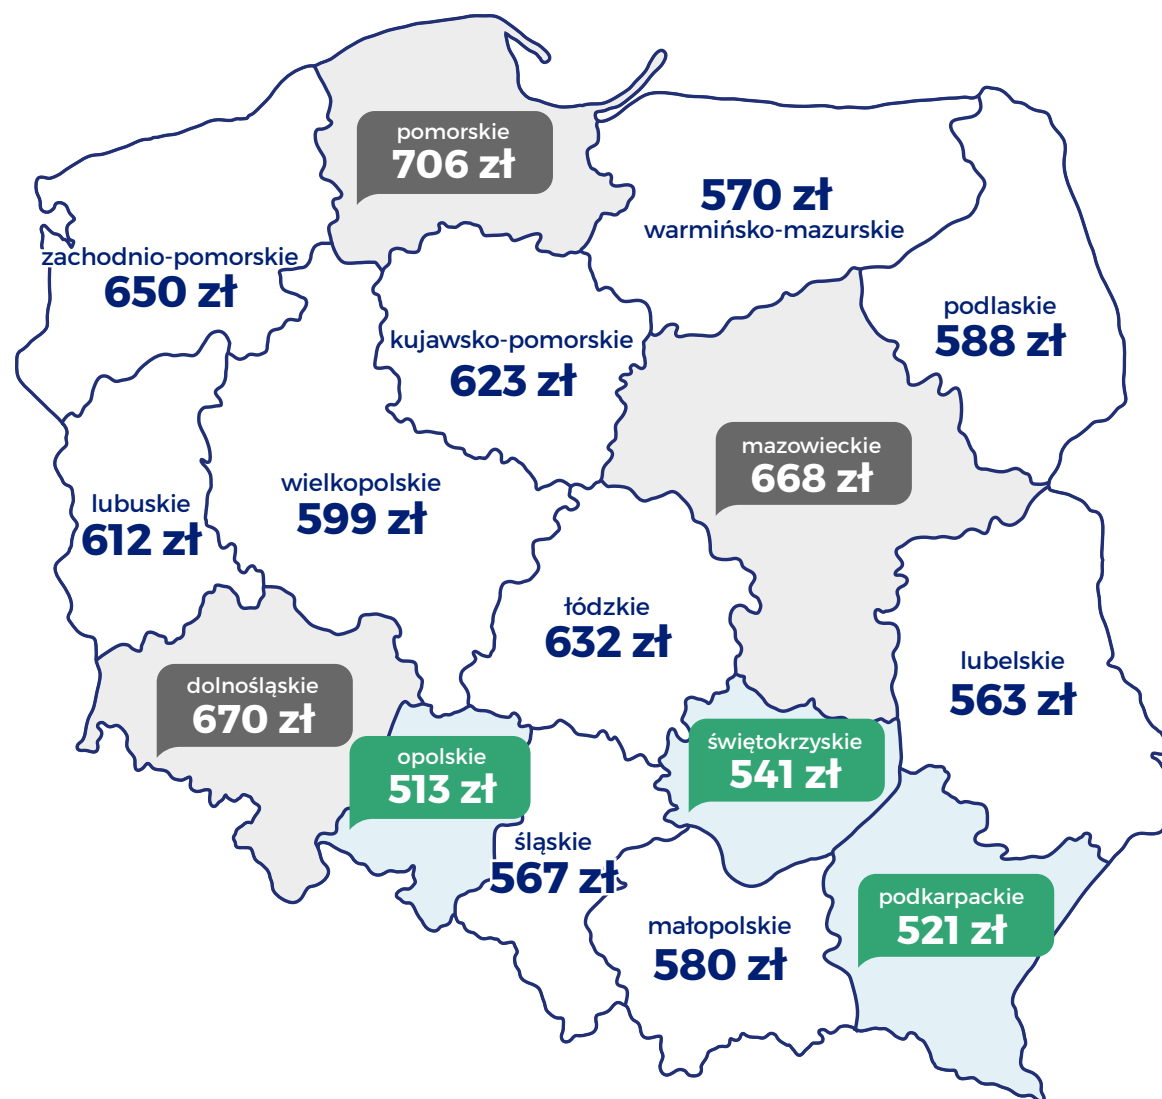 pomorskie
706 zł
570 zł
warmińsko-mazurskie
zachodnio-pomorskie
650 zł
podlaskie
588 zł
kujawsko-pomorskie
623 zł
mazowieckie
668 zł
wielkopolskie
599 zł
lubuskie
612 zł
łódzkie
632 zł
lubelskie
563 zł
dolnośląskie
670 zł
opolskie
513 zł
świętokrzyskie
541 zł
śląskie
567 zł
podkarpackie
521 zł
małopolskie
580 zł